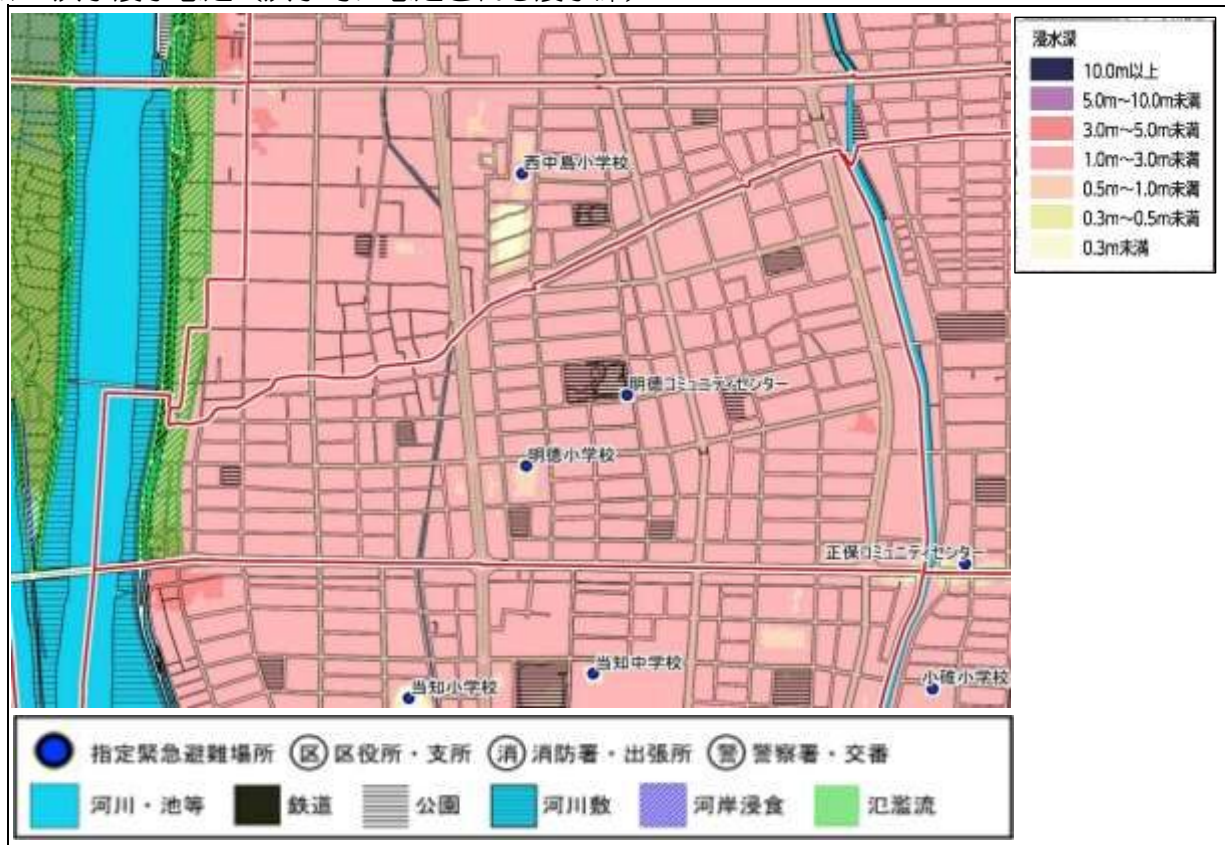 浸水深
10.0m以上
5.0m～10.0m未満
3.0m～5.0m未満
1.0m～3.0m未満
0.5m～1.0m未満
0.3m～0.5m未満
0.3m未満
西中島小学校
明徳コミュニティセンター
明徳小学校
正保コミュニティセンター
当知中学校
当知小学校
小碓小学校
指定緊急避難場所 区 区役所・支所 消 消防署・出張所 警 警察署・交番
河川・池等 鉄道 公園 河川敷 河岸浸食 氾濫流